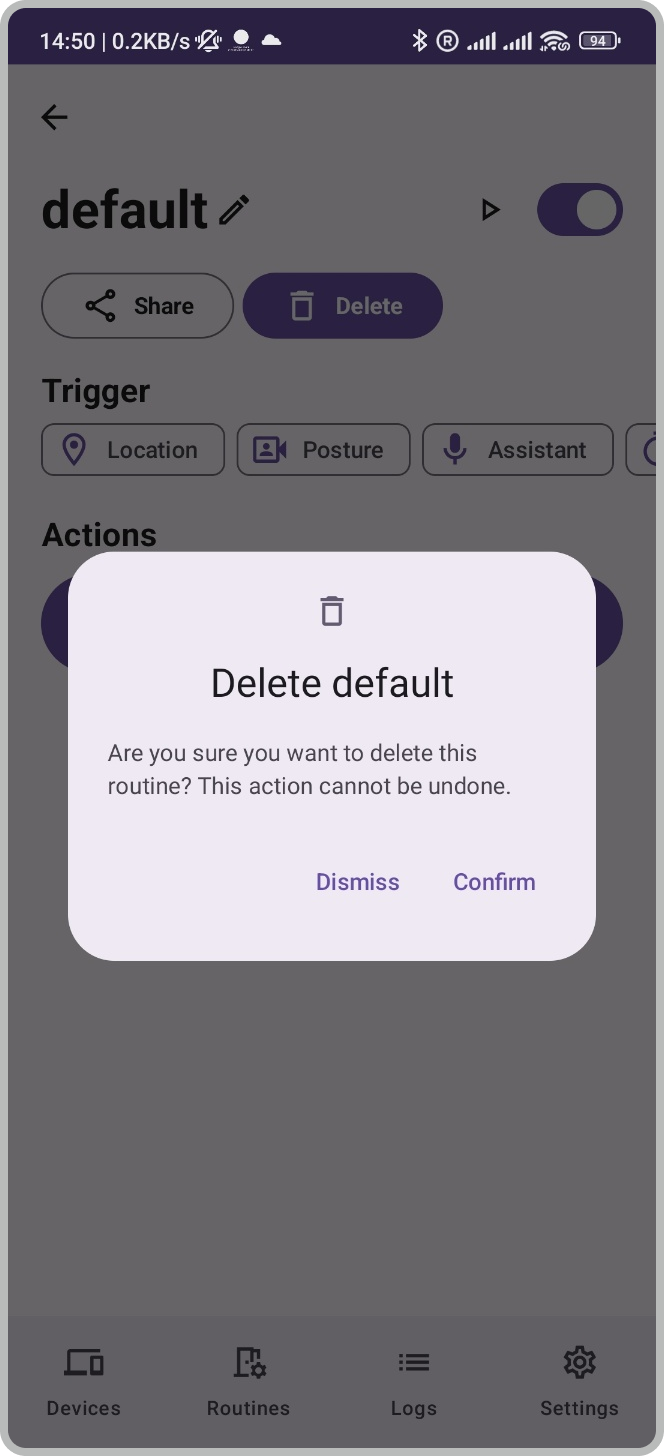 14:50 | 0.2KB/s
R
94
default
Share
Delete
Trigger
Location
Posture
Assistant
Actions
Delete default
Are you sure you want to delete this
routine? This action cannot be undone.
Dismiss
Confirm
Devices
Routines
Logs
Settings